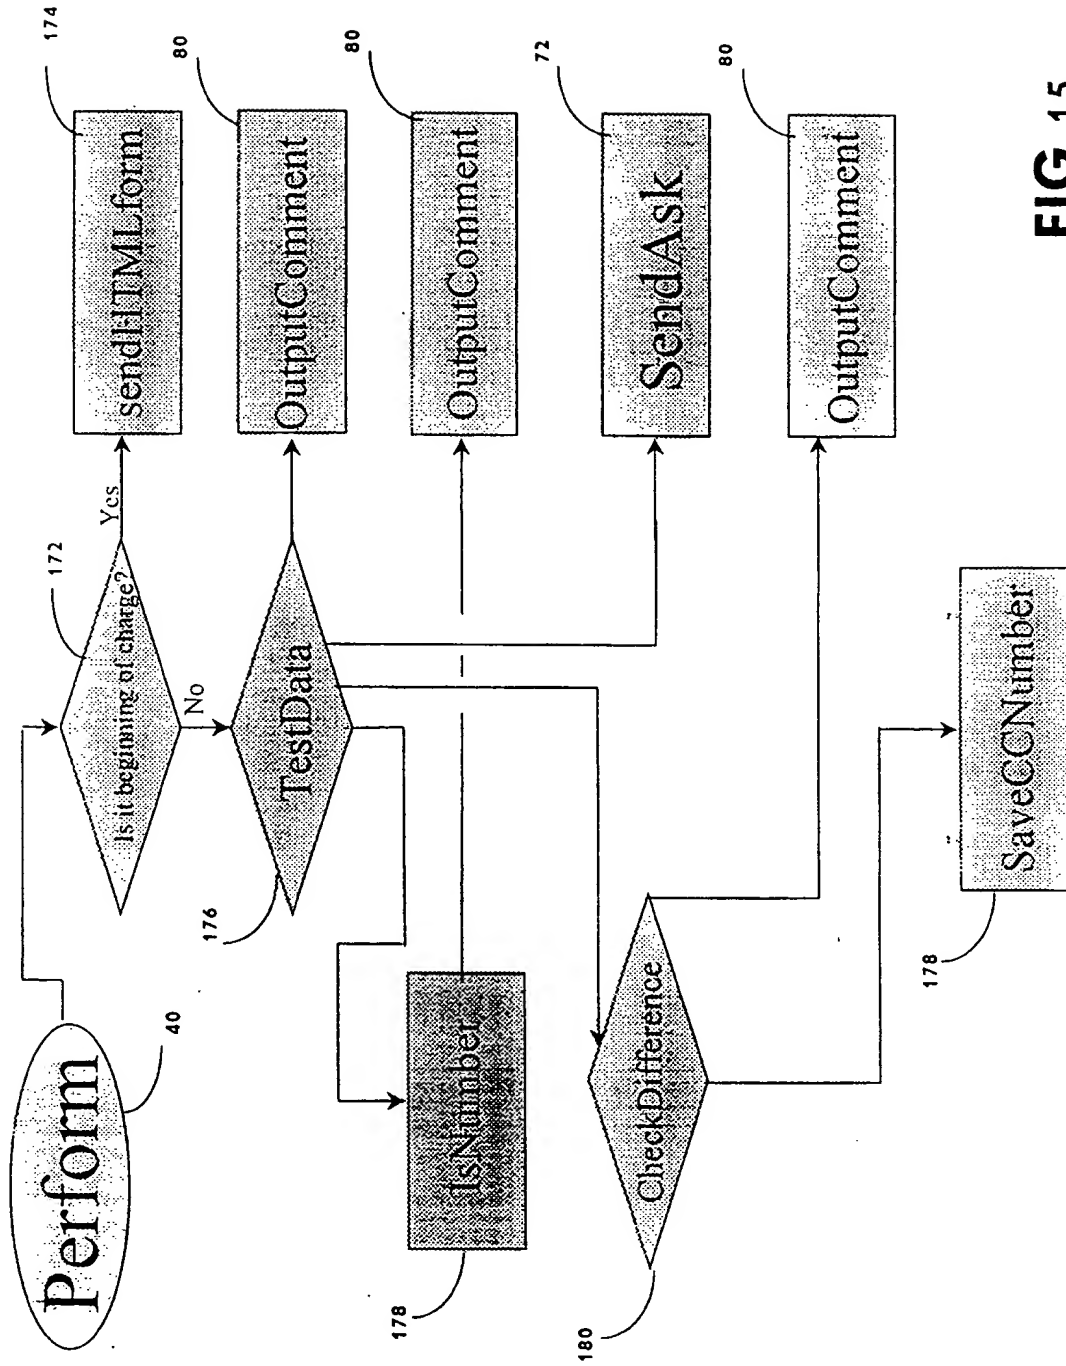 Perform
40
Is it beginning of charge?
172
Yes
sendHTMLform
174
No
TestData
176
OutputComment
80
IsNumber
178
OutputComment
80
SendAsk
72
CheckDifference
180
OutputComment
80
SaveCCNumber
178
FIG. 15